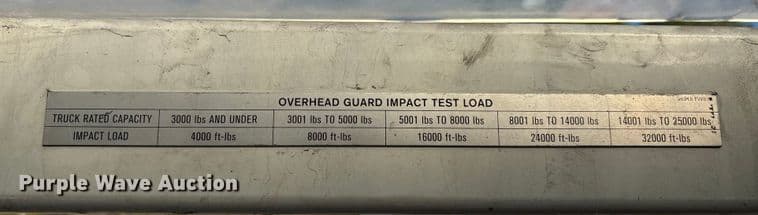 OVERHEAD GUARD IMPACT TEST LOAD
TRUCK RATED CAPACITY 3000 lbs AND UNDER 3001 lbs TO 5000 lbs 5001 lbs TO 8000 lbs 8001 lbs TO 14000 lbs 14001 lbs TO 25000 lbs
IMPACT LOAD 4000 ft-lbs 8000 ft-lbs 16000 ft-lbs 24000 ft-lbs 32000 ft-lbs
Purple Wave Auction